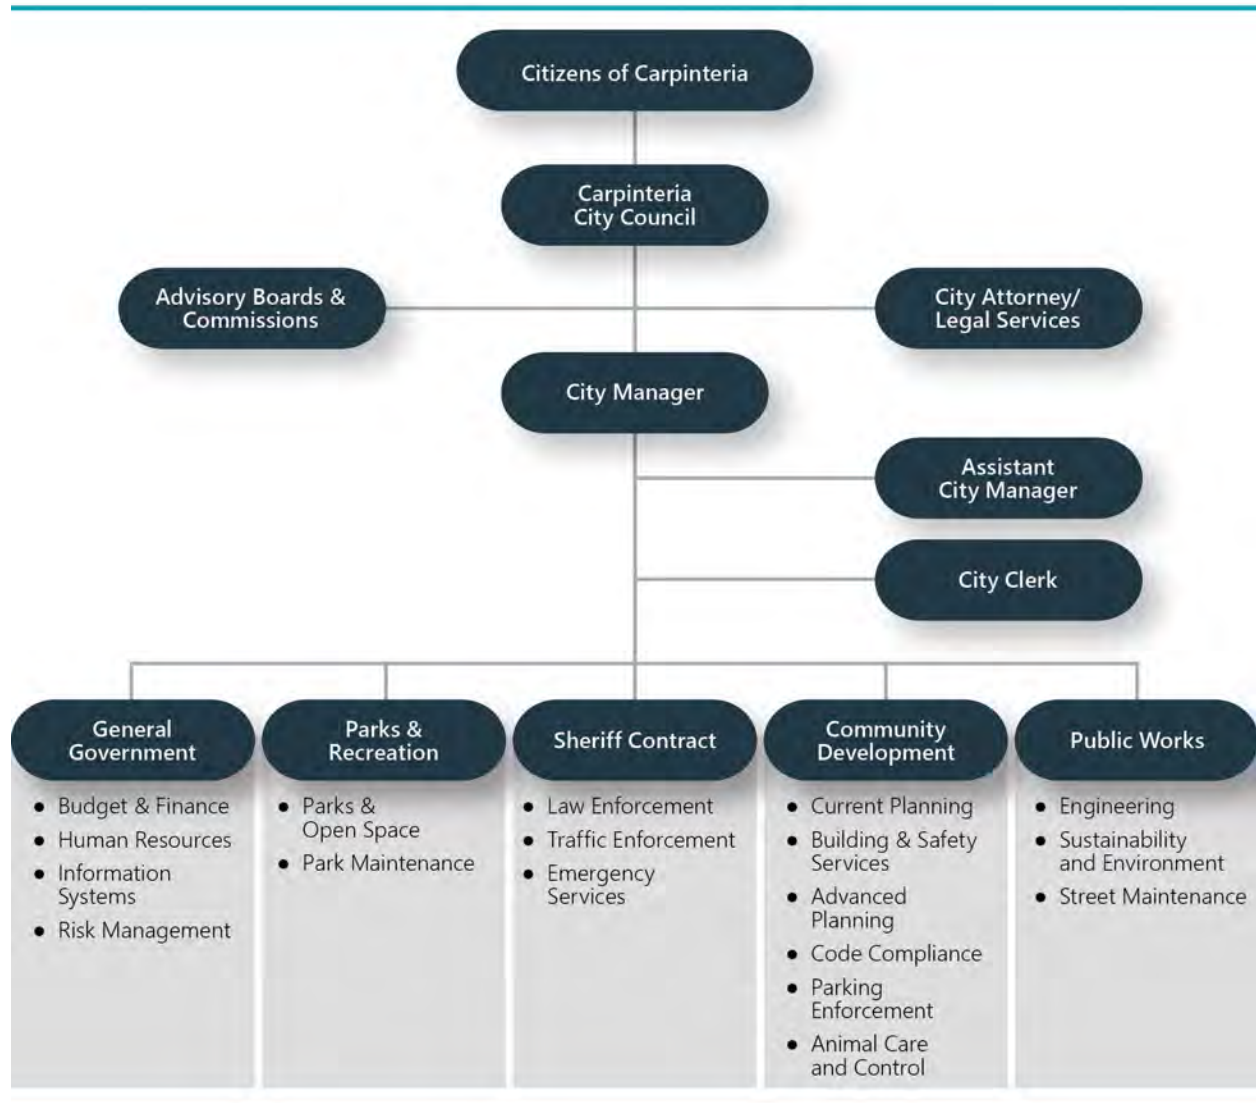 Citizens of Carpinteria
Carpinteria
City Council
Advisory Boards &
Commissions
City Attorney/
Legal Services
City Manager
Assistant
City Manager
City Clerk
General
Government
● Budget & Finance
● Human Resources
● Information
Systems
● Risk Management
Parks &
Recreation
● Parks &
Open Space
● Park Maintenance
Sheriff Contract
● Law Enforcement
● Traffic Enforcement
● Emergency
Services
Community
Development
● Current Planning
● Building & Safety
Services
● Advanced
Planning
● Code Compliance
● Parking
Enforcement
● Animal Care
and Control
Public Works
● Engineering
● Sustainability
and Environment
● Street Maintenance